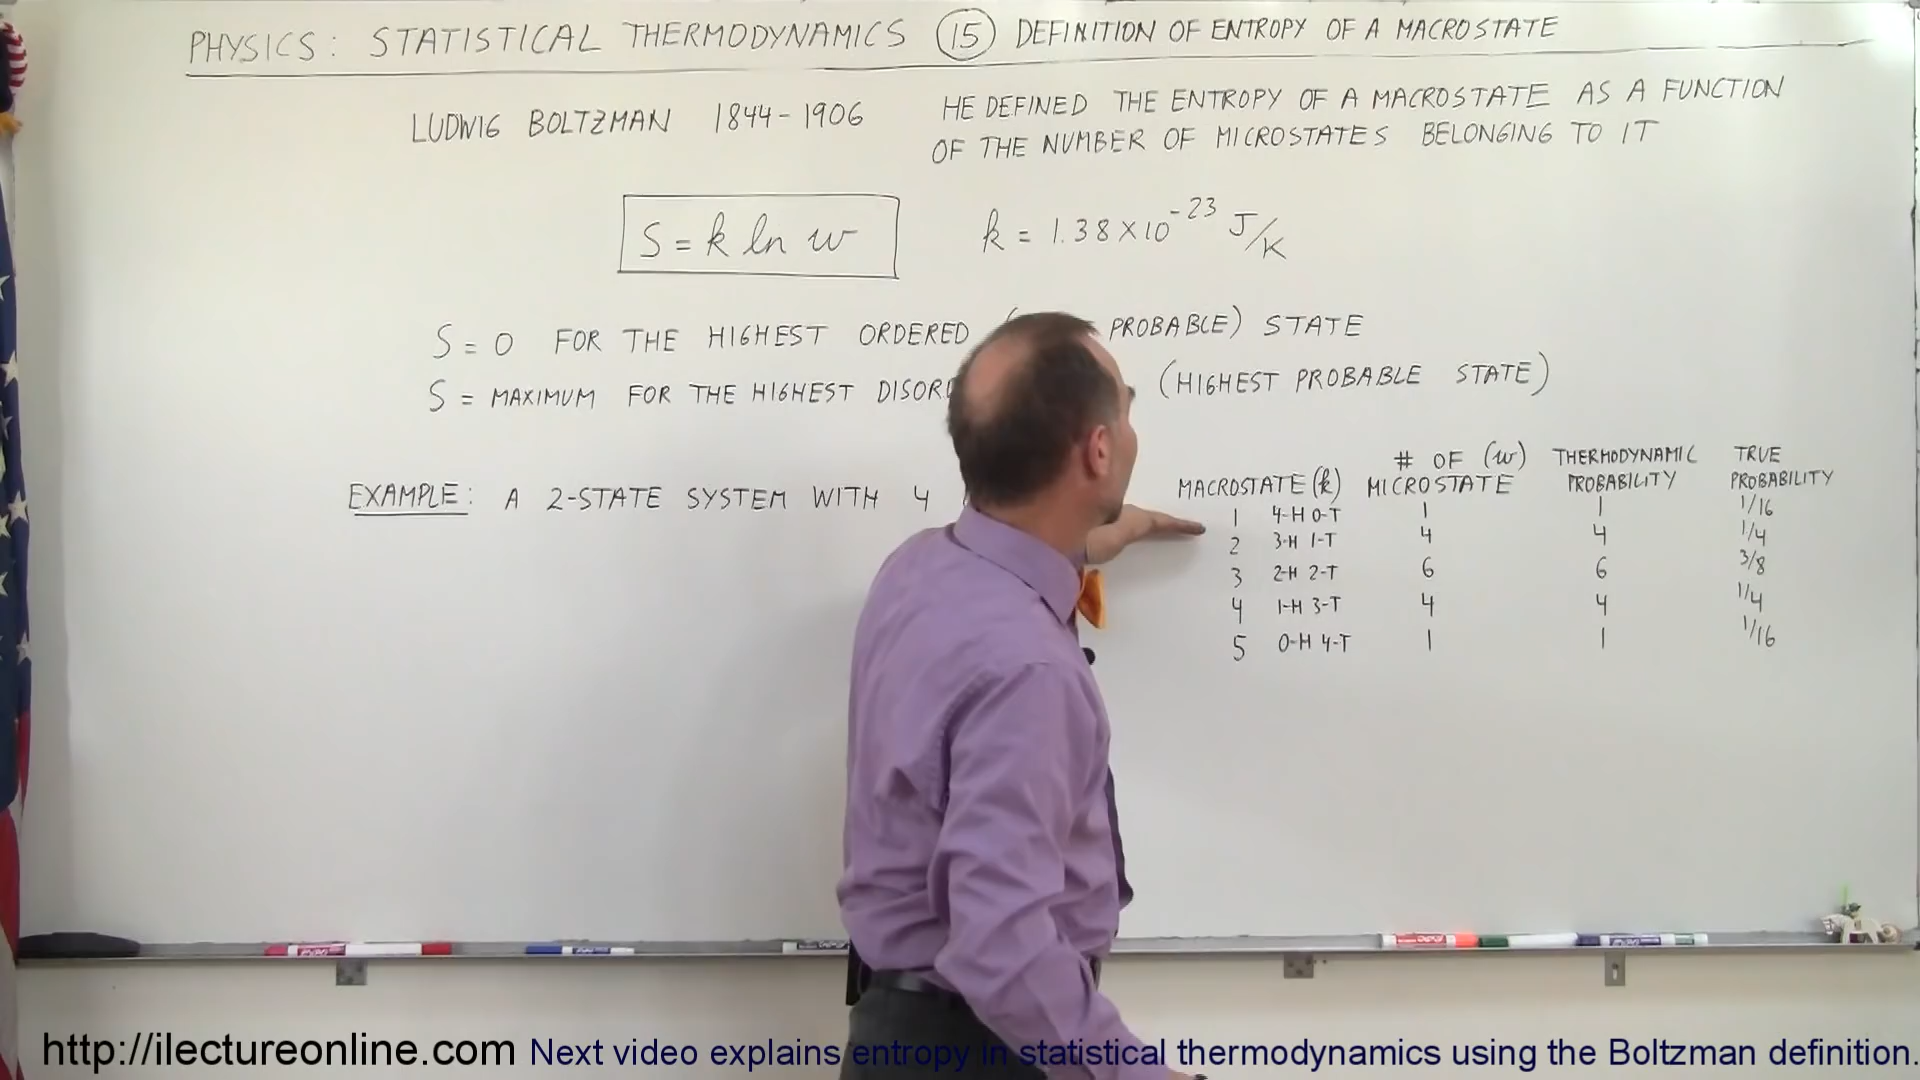 PHYSICS: STATISTICAL THERMODYNAMICS 15 DEFINITION OF ENTROPY OF A MACROSTATE
LUDWIG BOLTZMAN 1844-1906
HE DEFINED THE ENTROPY OF A MACROSTATE AS A FUNCTION
OF THE NUMBER OF MICROSTATES BELONGING TO IT
S = k ln w
k = 1.38 × 10⁻²³ J/K
S = 0 FOR THE HIGHEST ORDERED ( PROBABLE) STATE
S = MAXIMUM FOR THE HIGHEST (HIGHEST PROBABLE STATE)
EXAMPLE: A 2-STATE SYSTEM WITH 4
MACROSTATE (k) # OF (w) MICROSTATE THERMODYNAMIC PROBABILITY TRUE PROBABILITY
1 4-H 0-T 1 1 1/16
2 3-H 1-T 4 4 1/4
3 2-H 2-T 6 6 3/8
4 1-H 3-T 4 4 1/4
5 0-H 4-T 1 1 1/16
http://ilectureonline.com Next video explains entropy in statistical thermodynamics using the Boltzman definition.